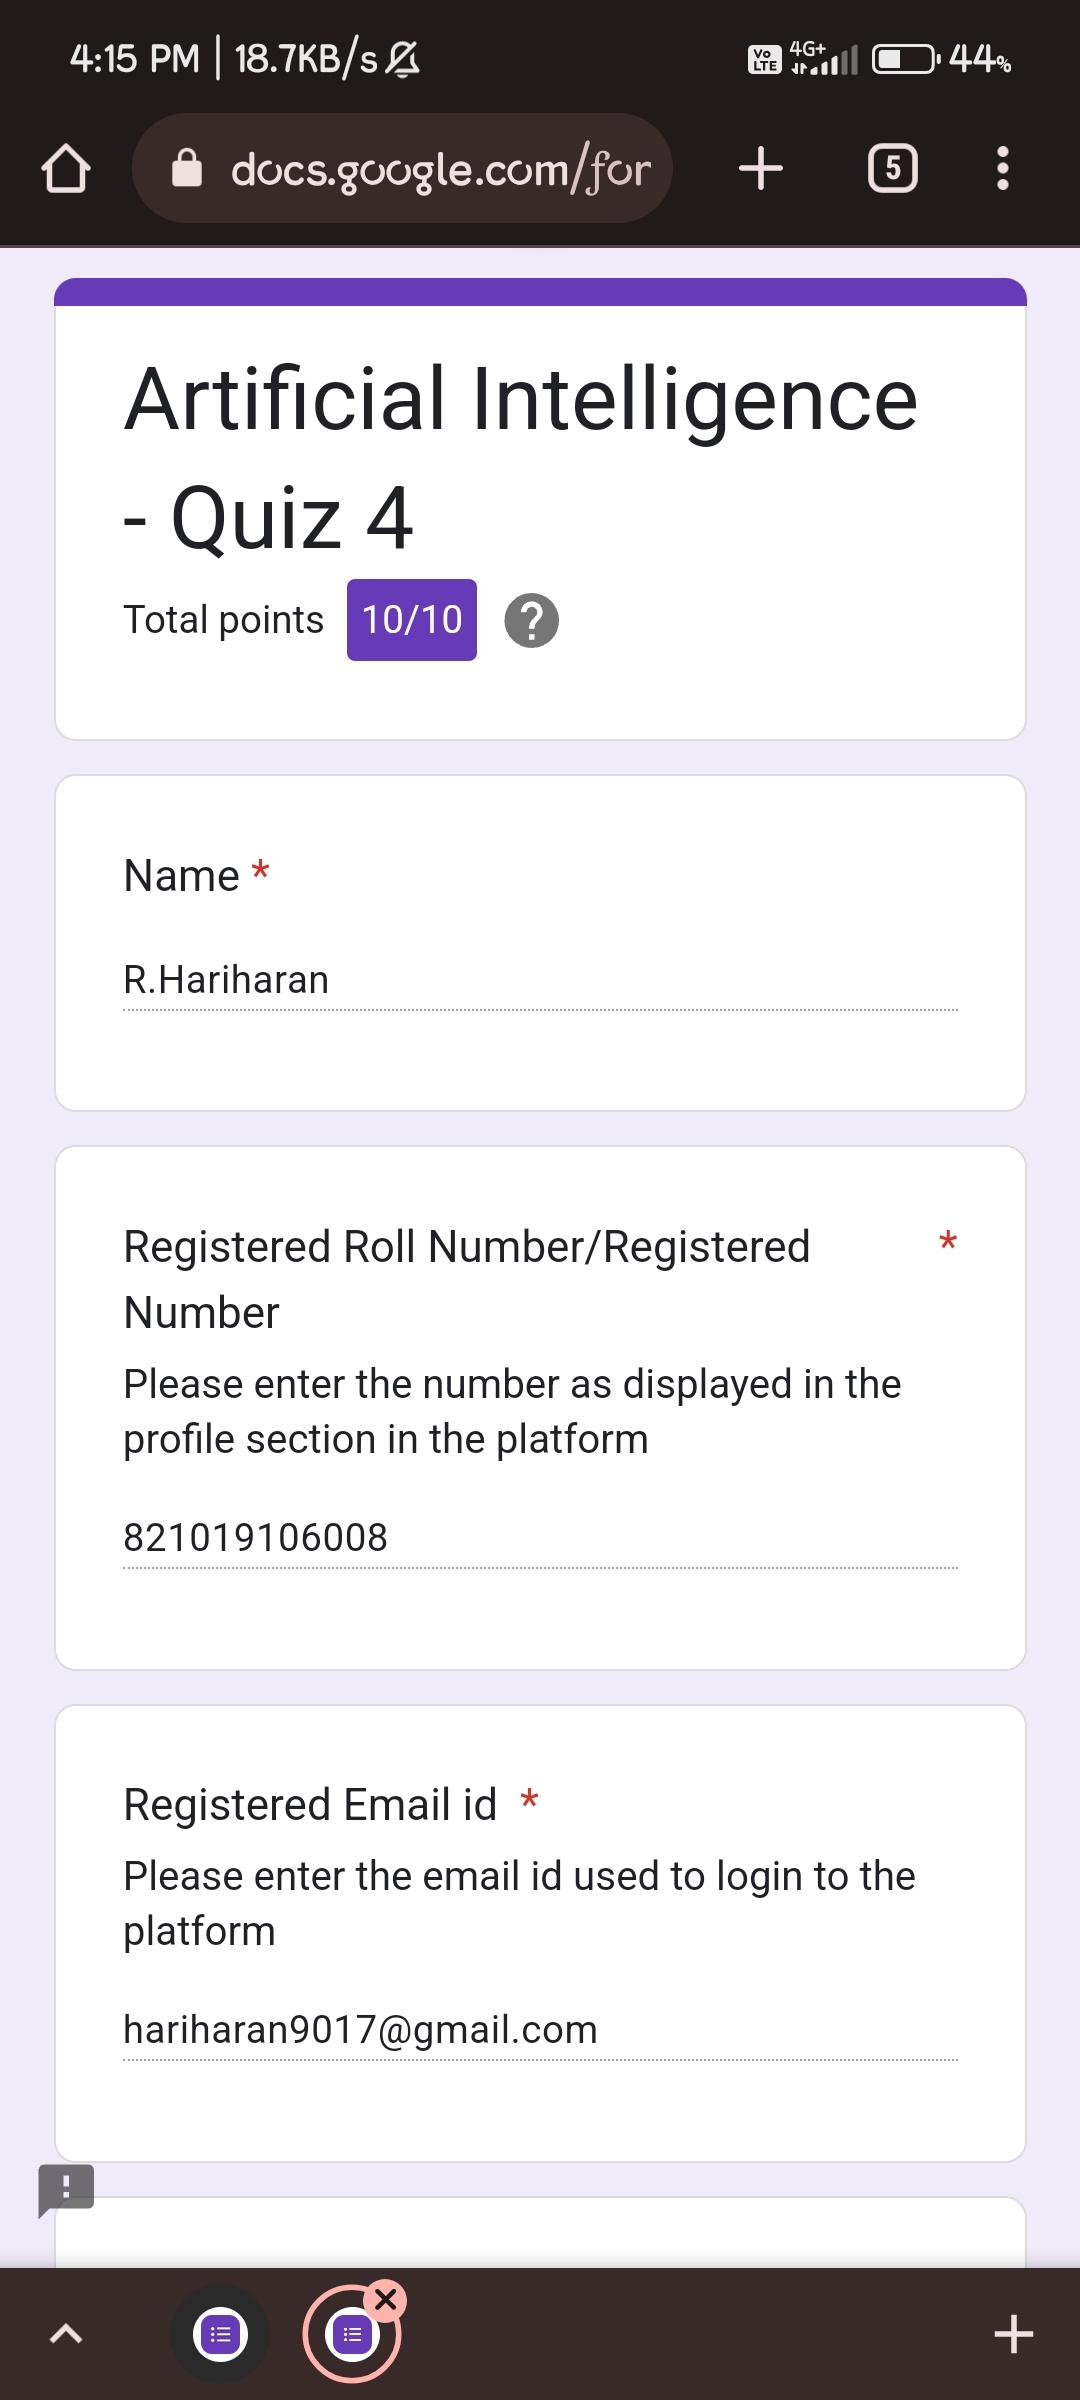 4:15 PM | 18.7KB/s
Vo LTE 4G+ 44%
docs.google.com/for
5
Artificial Intelligence
- Quiz 4
Total points 10/10 ?
Name *
R.Hariharan
Registered Roll Number/Registered *
Number
Please enter the number as displayed in the
profile section in the platform
821019106008
Registered Email id *
Please enter the email id used to login to the
platform
hariharan9017@gmail.com